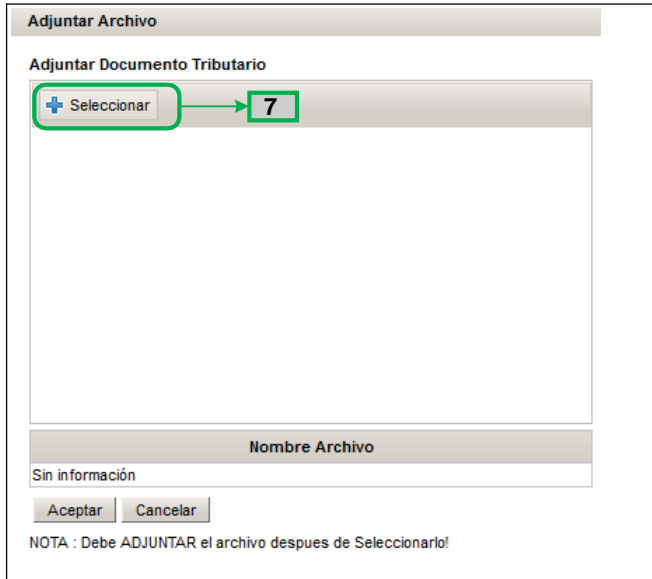 Adjuntar Archivo
Adjuntar Documento Tributario
Seleccionar 7
Nombre Archivo
Sin información
Aceptar Cancelar
NOTA : Debe ADJUNTAR el archivo despues de Seleccionarlo!